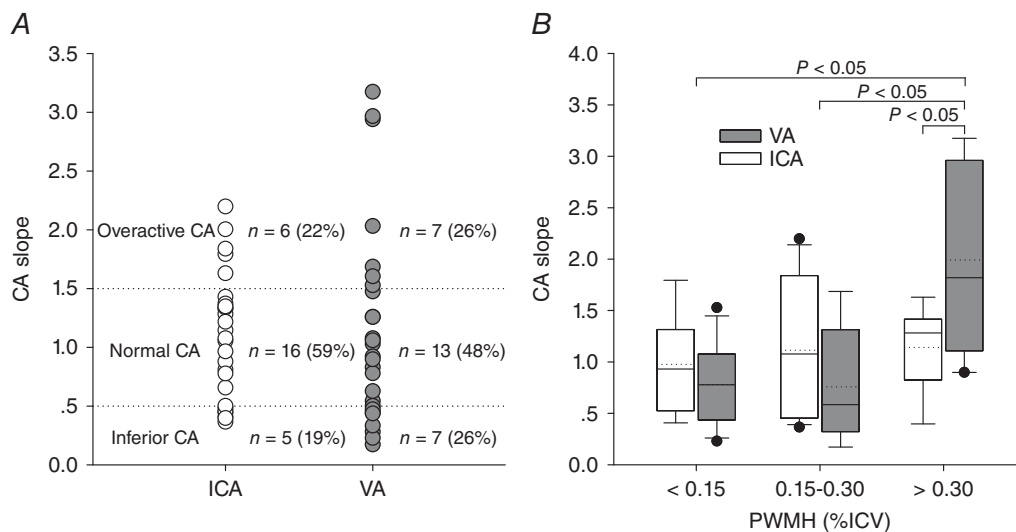 A
3.5
3.0
2.5
2.0
1.5
1.0
.5
0.0
CA slope
Overactive CA n = 6 (22%) n = 7 (26%)
Normal CA n = 16 (59%) n = 13 (48%)
Inferior CA n = 5 (19%) n = 7 (26%)
ICA VA
B
4.0
3.5
3.0
2.5
2.0
1.5
1.0
.5
0.0
CA slope
P < 0.05
P < 0.05
P < 0.05
VA
ICA
< 0.15 0.15-0.30 > 0.30
PWMH (%ICV)